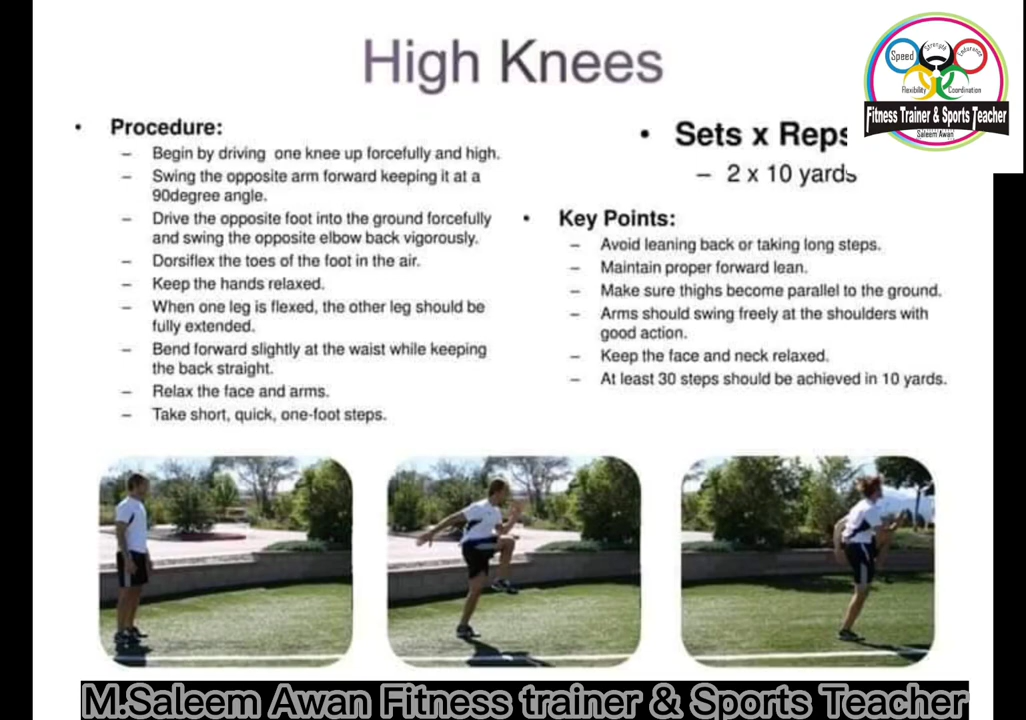 High Knees
• Procedure:
– Begin by driving one knee up forcefully and high.
– Swing the opposite arm forward keeping it at a
90degree angle.
– Drive the opposite foot into the ground forcefully
and swing the opposite elbow back vigorously.
– Dorsiflex the toes of the foot in the air.
– Keep the hands relaxed.
– When one leg is flexed, the other leg should be
fully extended.
– Bend forward slightly at the waist while keeping
the back straight.
– Relax the face and arms.
– Take short, quick, one-foot steps.
• Sets x Reps
– 2 x 10 yards
• Key Points:
– Avoid leaning back or taking long steps.
– Maintain proper forward lean.
– Make sure thighs become parallel to the ground.
– Arms should swing freely at the shoulders with
good action.
– Keep the face and neck relaxed.
– At least 30 steps should be achieved in 10 yards.
Speed
Strength
Endurance
Flexibility
Coordination
Fitness Trainer & Sports Teacher
Saleem Awan
M.Saleem Awan Fitness trainer & Sports Teacher